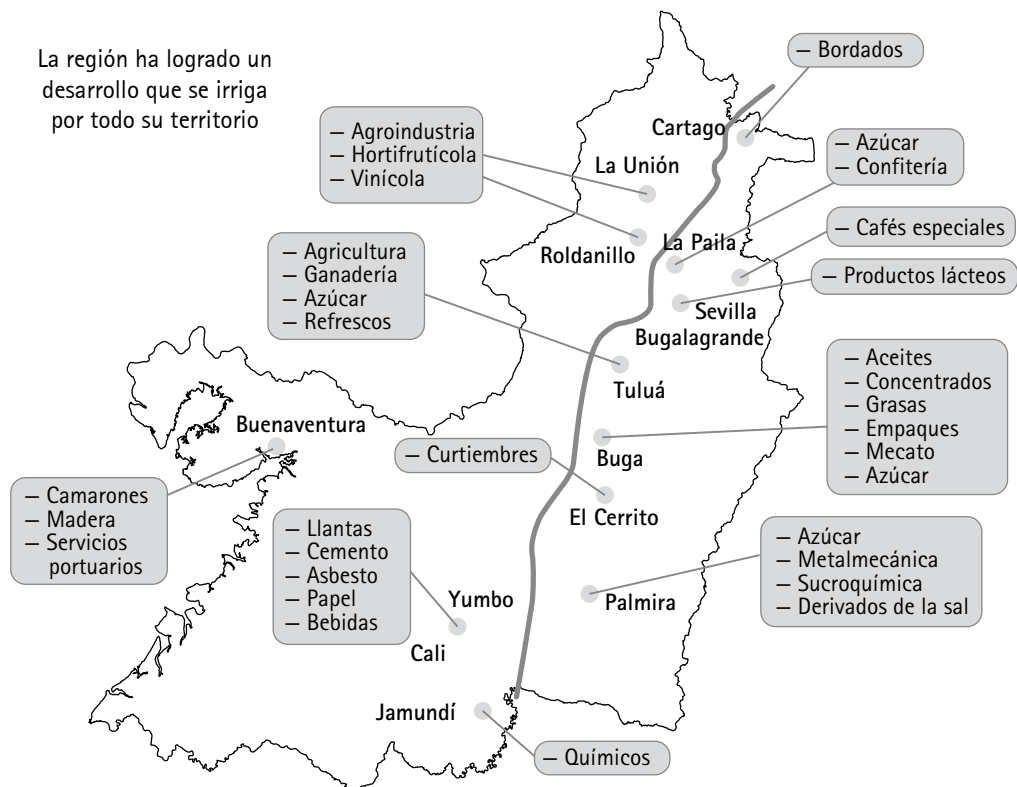 La región ha logrado un
desarrollo que se irriga
por todo su territorio
– Bordados
Cartago
– Agroindustria
– Hortifrutícola
– Vinícola
La Unión
– Azúcar
– Confitería
Roldanillo
La Paila
– Cafés especiales
– Agricultura
– Ganadería
– Azúcar
– Refrescos
– Productos lácteos
Sevilla
Bugalagrande
Tuluá
– Aceites
– Concentrados
– Grasas
– Empaques
– Mecato
– Azúcar
Buenaventura
– Curtiembres
Buga
– Camarones
– Madera
– Servicios
portuarios
El Cerrito
– Llantas
– Cemento
– Asbesto
– Papel
– Bebidas
Yumbo
Cali
Palmira
– Azúcar
– Metalmecánica
– Sucroquímica
– Derivados de la sal
Jamundí
– Químicos